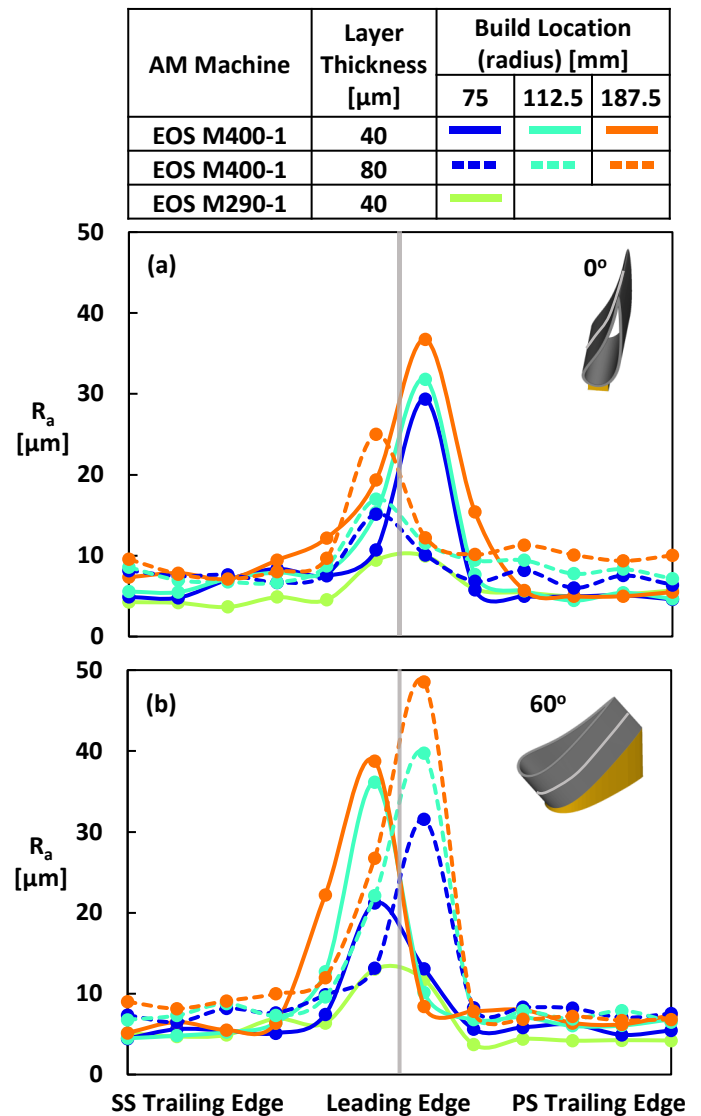 AM Machine Layer Thickness [µm] Build Location (radius) [mm]
75 112.5 187.5
EOS M400-1 40
EOS M400-1 80
EOS M290-1 40
50
(a) 0º
40
30
Rₐ
[µm]
20
10
0
50
(b) 60º
40
30
Rₐ
[µm]
20
10
0
SS Trailing Edge Leading Edge PS Trailing Edge